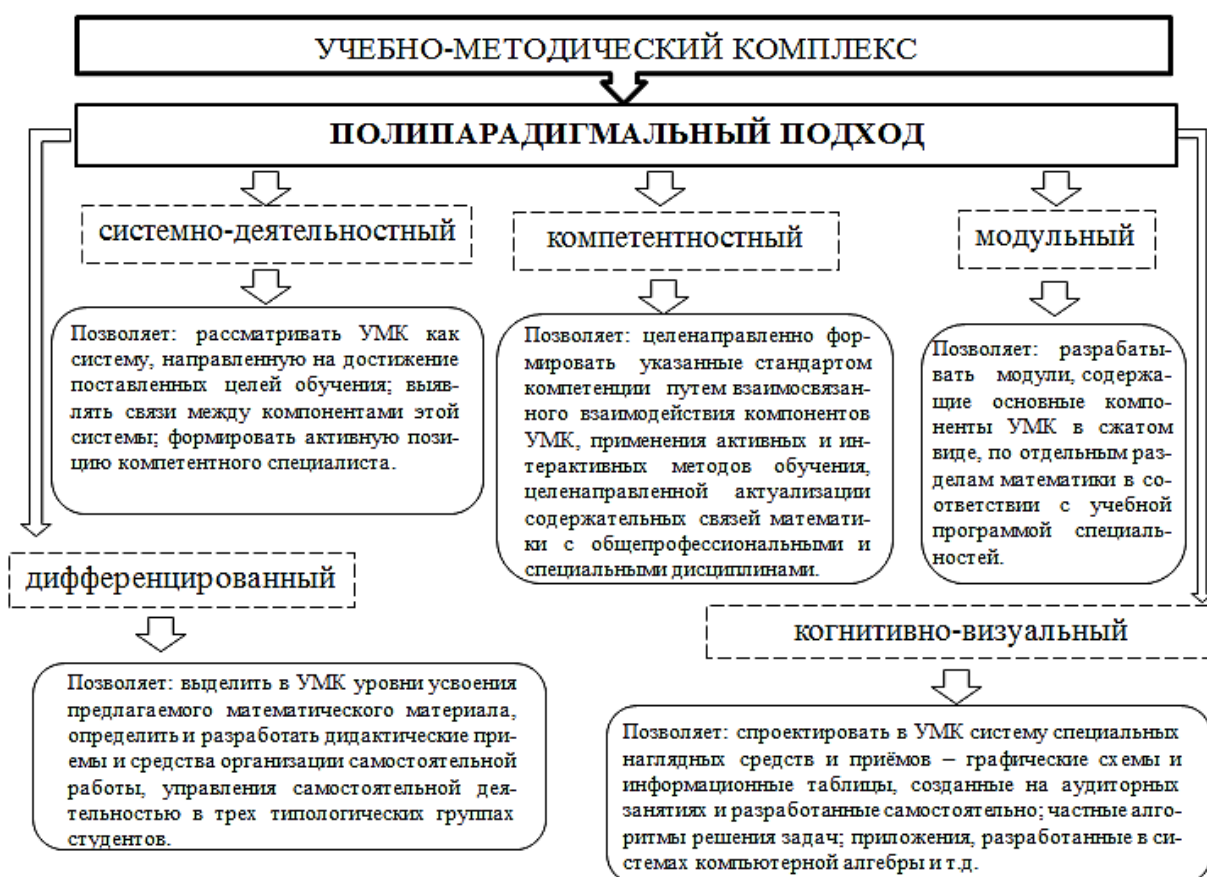 УЧЕБНО-МЕТОДИЧЕСКИЙ КОМПЛЕКС
ПОЛИПАРАДИГМАЛЬНЫЙ ПОДХОД
системно-деятельностный
Позволяет: рассматривать УМК как
систему, направленную на достижение
поставленных целей обучения; выяв-
лять связи между компонентами этой
системы; формировать активную пози-
цию компетентного специалиста.
компетентностный
Позволяет: целенаправленно фор-
мировать указанные стандартом
компетенции путем взаимосвязан-
ного взаимодействия компонентов
УМК, применения активных и ин-
терактивных методов обучения,
целенаправленной актуализации
содержательных связей математи-
ки с общепрофессиональными и
специальными дисциплинами.
модульный
Позволяет: разрабаты-
вать модули, содержа-
щие основные компо-
ненты УМК в сжатом
виде, по отдельным раз-
делам математики в со-
ответствии с учебной
программой специаль-
ностей.
дифференцированный
Позволяет: выделить в УМК уровни усвоения
предлагаемого математического материала,
определить и разработать дидактические при-
емы и средства организации самостоятельной
работы, управления самостоятельной дея-
тельностью в трех типологических группах
студентов.
когнитивно-визуальный
Позволяет: спроектировать в УМК систему специальных
наглядных средств и приёмов – графические схемы и
информационные таблицы, созданные на аудиторных
занятиях и разработанные самостоятельно; частные алго-
ритмы решения задач; приложения, разработанные в си-
стемах компьютерной алгебры и т.д.